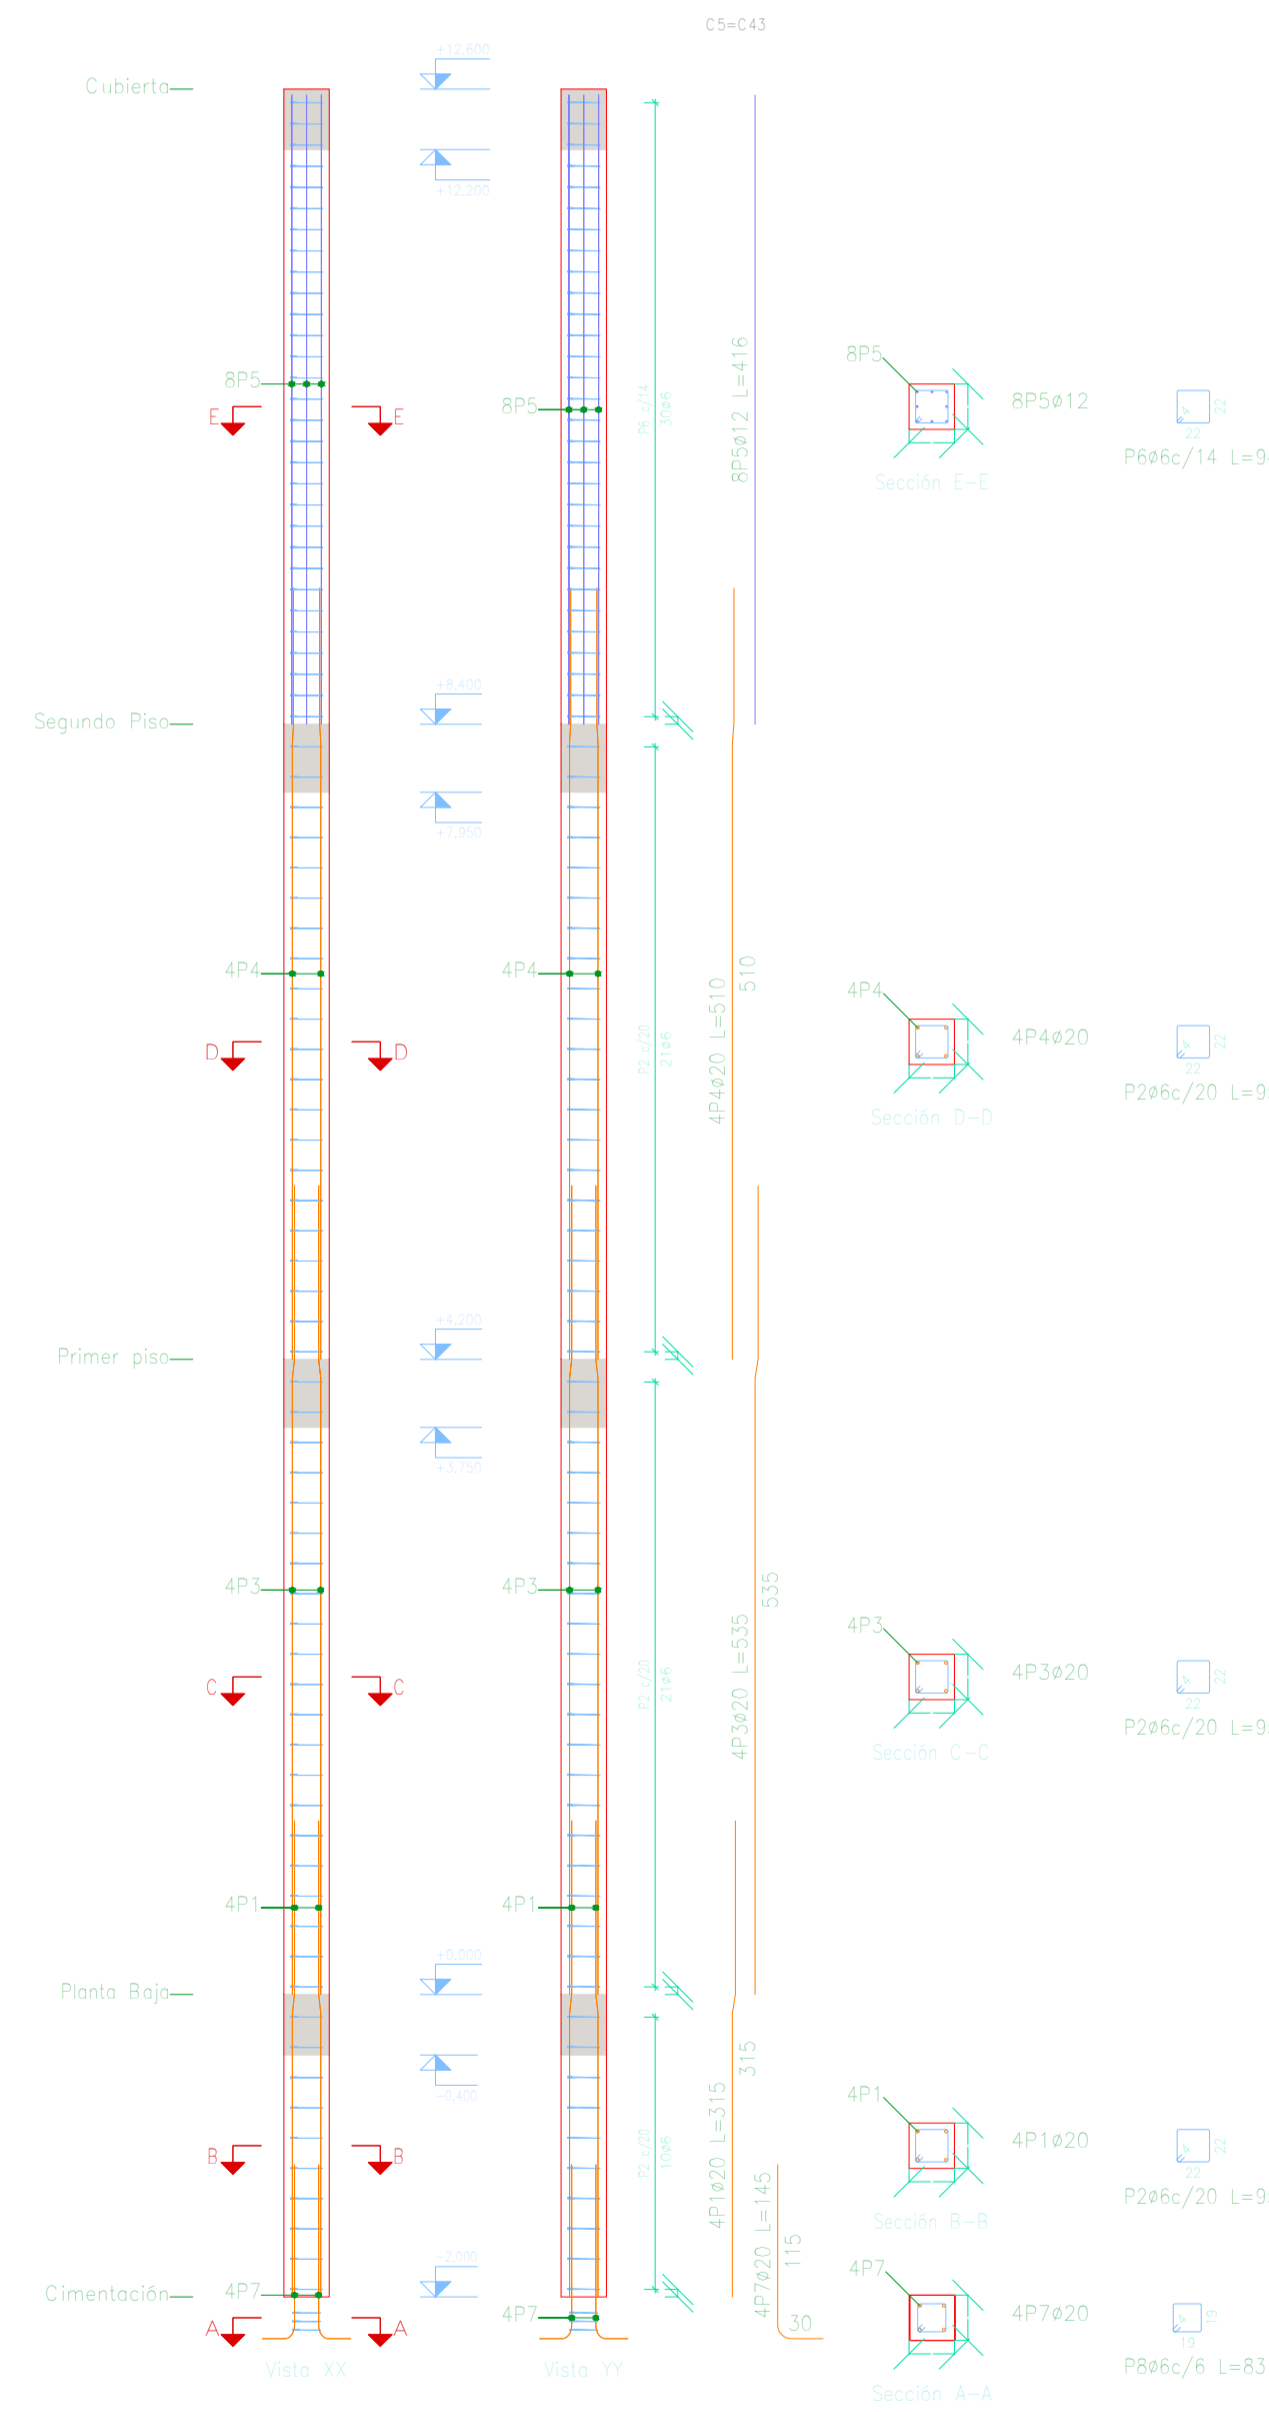 C5=C43
+12.600
Cubierta
+12.200
8P5
8P5
E
E
P6 c/14
30ø6
8P5ø12 L=416
8P5
8P5ø12
22
22
P6ø6c/14 L=9
Sección E-E
+8.400
Segundo Piso
+7.950
4P4
4P4
D
D
P2 c/20
21ø6
4P4ø20 L=510
510
4P4
4P4ø20
22
22
P2ø6c/20 L=9
Sección D-D
+4.200
Primer piso
+3.750
4P3
4P3
C
C
P2 c/20
21ø6
4P3ø20 L=535
535
4P3
4P3ø20
22
22
P2ø6c/20 L=9
Sección C-C
4P1
4P1
+0.000
Planta Baja
-0.400
B
B
P2 c/20
10ø6
4P1ø20 L=315
315
4P1
4P1ø20
22
22
P2ø6c/20 L=9
Sección B-B
-2.000
Cimentación
4P7
4P7
A
A
4P7ø20 L=145
115
30
4P7
4P7ø20
19
19
P8ø6c/6 L=83
Sección A-A
Vista XX
Vista YY